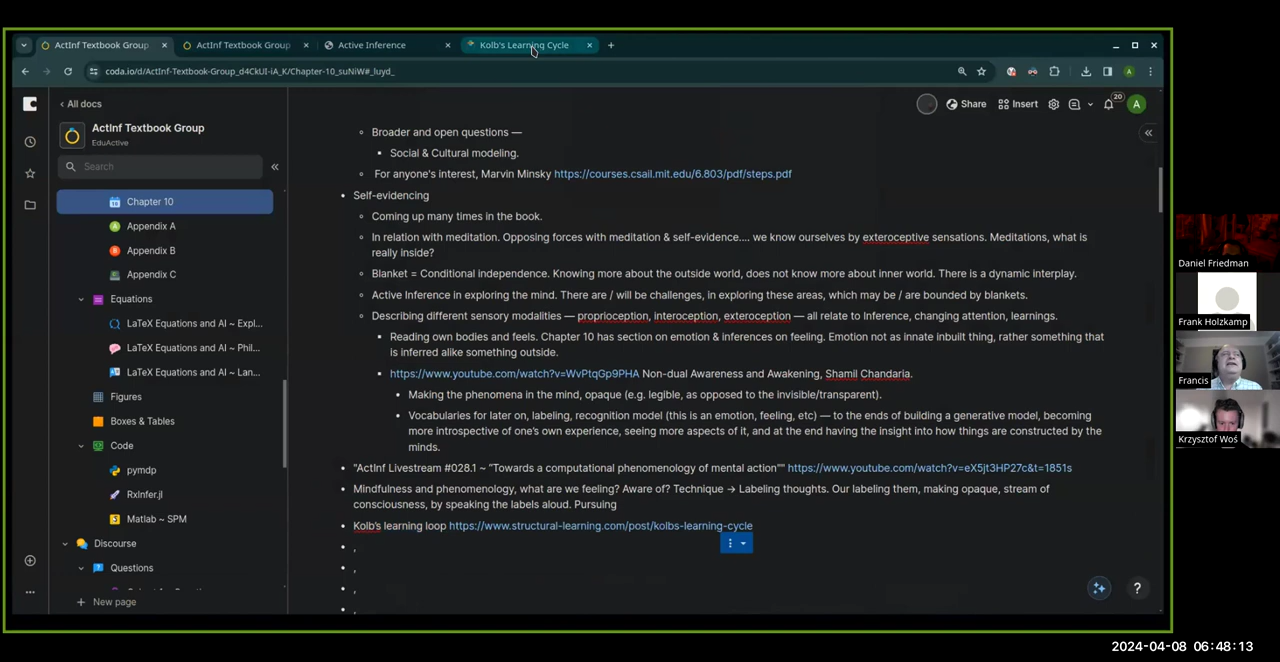 ActInf Textbook Group
ActInf Textbook Group
Active Inference
Kolb's Learning Cycle
coda.io/d/ActInf-Textbook-Group_d4CkUI-iA_K/Chapter-10_suNiW#_luyd_
All docs
ActInf Textbook Group
EduActive
Search
Chapter 10
Appendix A
Appendix B
Appendix C
Equations
LaTeX Equations and AI ~ Expl...
LaTeX Equations and AI ~ Phil...
LaTeX Equations and AI ~ Lan...
Figures
Boxes & Tables
Code
pymdp
RxInfer.jl
Matlab ~ SPM
Discourse
Questions
New page
Share
Insert
20
A
A
Broader and open questions —
Social & Cultural modeling.
For anyone's interest, Marvin Minsky https://courses.csail.mit.edu/6.803/pdf/steps.pdf
Self-evidencing
Coming up many times in the book.
In relation with meditation. Opposing forces with meditation & self-evidence.... we know ourselves by exteroceptive sensations. Meditations, what is
really inside?
Blanket = Conditional independence. Knowing more about the outside world, does not know more about inner world. There is a dynamic interplay.
Active Inference in exploring the mind. There are / will be challenges, in exploring these areas, which may be / are bounded by blankets.
Describing different sensory modalities — proprioception, interoception, exteroception — all relate to Inference, changing attention, learnings.
Reading own bodies and feels. Chapter 10 has section on emotion & inferences on feeling. Emotion not as innate inbuilt thing, rather something that
is inferred alike something outside.
https://www.youtube.com/watch?v=WvPtqGp9PHA Non-dual Awareness and Awakening, Shamil Chandaria.
Making the phenomena in the mind, opaque (e.g. legible, as opposed to the invisible/transparent).
Vocabularies for later on, labeling, recognition model (this is an emotion, feeling, etc) — to the ends of building a generative model, becoming
more introspective of one's own experience, seeing more aspects of it, and at the end having the insight into how things are constructed by the
minds.
"ActInf Livestream #028.1 ~ "Towards a computational phenomenology of mental action"" https://www.youtube.com/watch?v=eX5jt3HP27c&t=1851s
Mindfulness and phenomenology, what are we feeling? Aware of? Technique → Labeling thoughts. Our labeling them, making opaque, stream of
consciousness, by speaking the labels aloud. Pursuing
Kolb's learning loop https://www.structural-learning.com/post/kolbs-learning-cycle
,
,
,
,
Daniel Friedman
Frank Holzkamp
Francis
Krzysztof Woś
2024-04-08 06:48:13